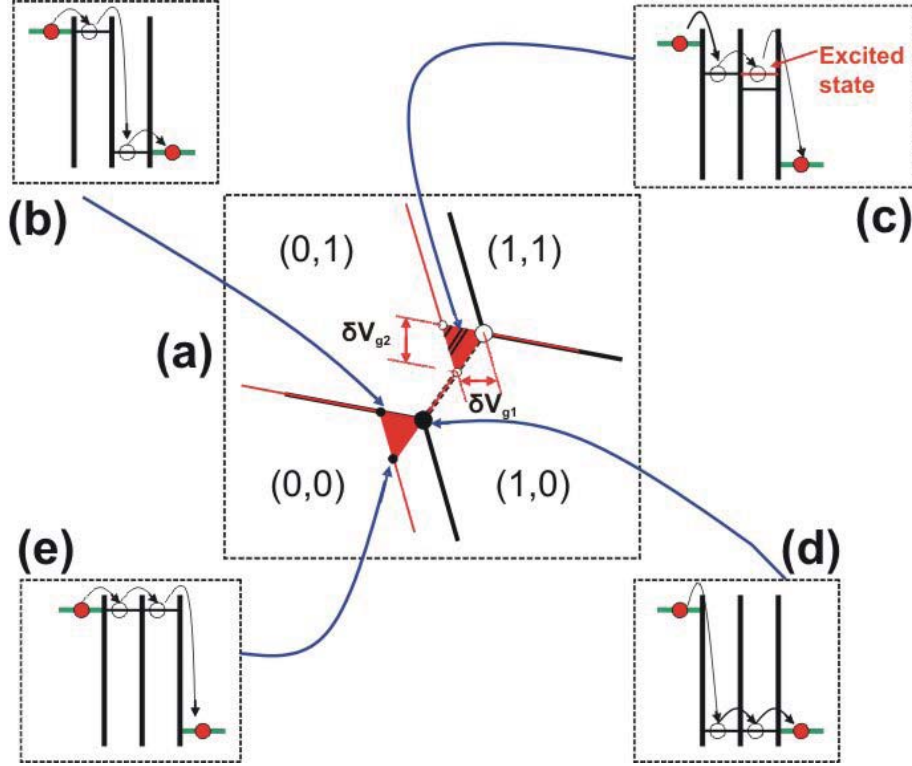 (b)
(c)
Excited
state
(a)
(0,1)
(1,1)
δVg2
δVg1
(0,0)
(1,0)
(e)
(d)